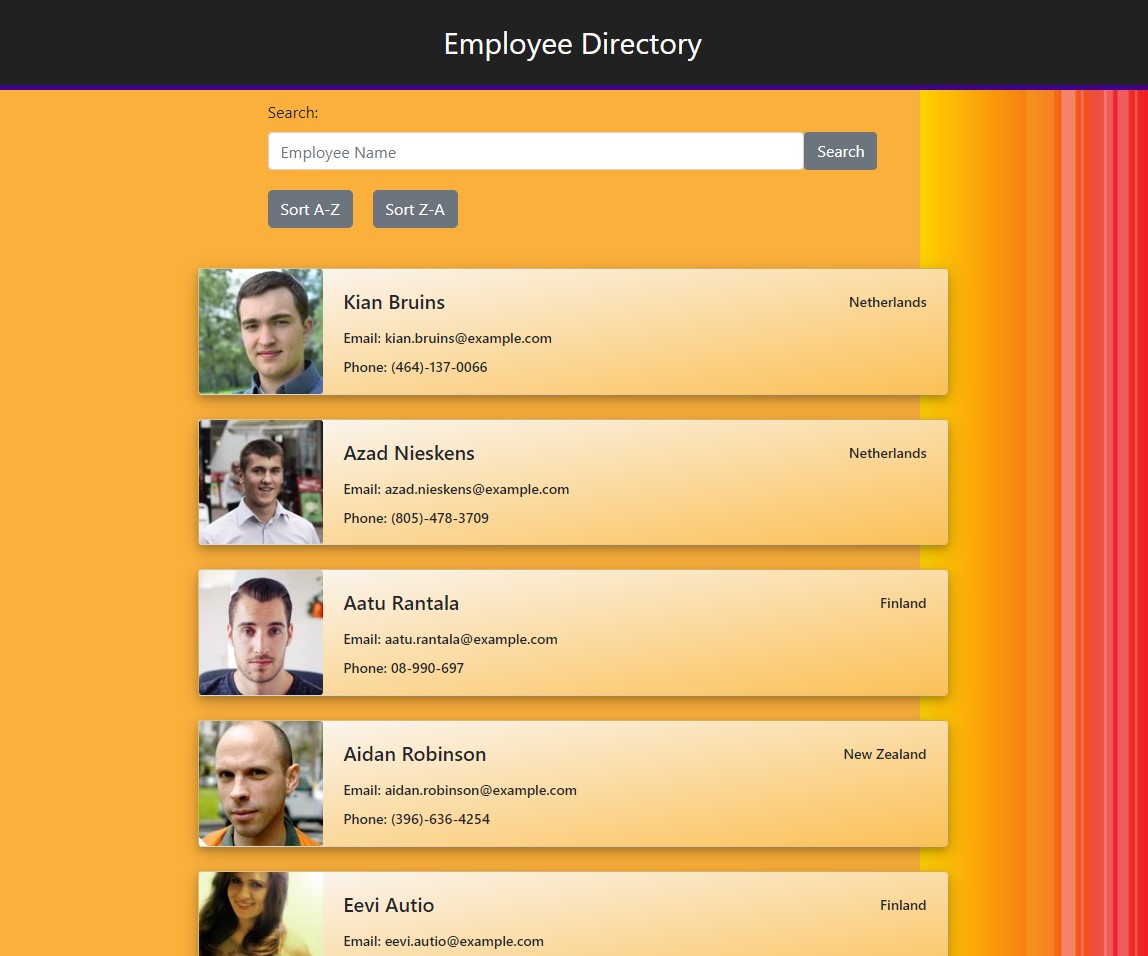 Employee Directory
Search:
Employee Name
Search
Sort A-Z Sort Z-A
Kian Bruins Netherlands
Email: kian.bruins@example.com
Phone: (464)-137-0066
Azad Nieskens Netherlands
Email: azad.nieskens@example.com
Phone: (805)-478-3709
Aatu Rantala Finland
Email: aatu.rantala@example.com
Phone: 08-990-697
Aidan Robinson New Zealand
Email: aidan.robinson@example.com
Phone: (396)-636-4254
Eevi Autio Finland
Email: eevi.autio@example.com